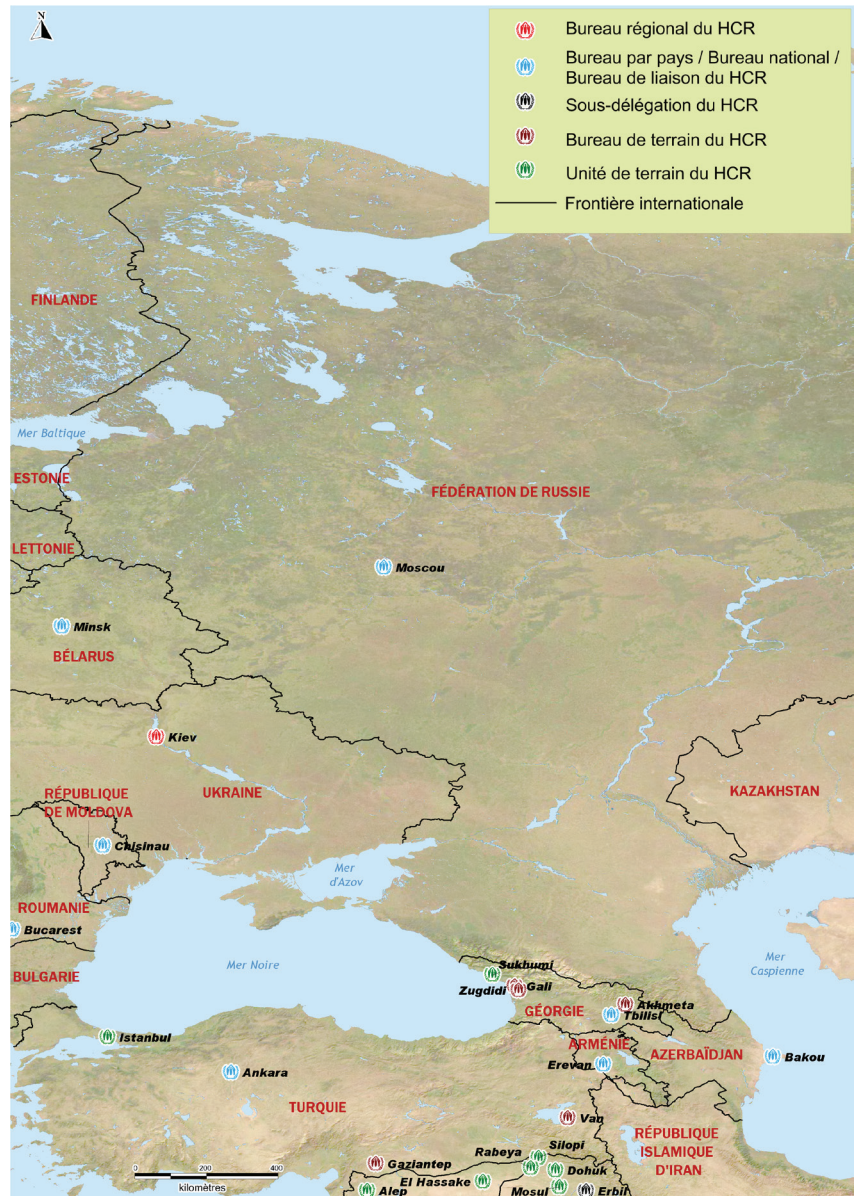 N
Bureau régional du HCR
Bureau par pays / Bureau national /
Bureau de liaison du HCR
Sous-délégation du HCR
Bureau de terrain du HCR
Unité de terrain du HCR
Frontière internationale
FINLANDE
Mer Baltique
ESTONIE
FÉDÉRATION DE RUSSIE
LETTONIE
Moscou
Minsk
BÉLARUS
Kiev
UKRAINE
KAZAKHSTAN
RÉPUBLIQUE
DE MOLDOVA
Chisinau
Mer
d'Azov
ROUMANIE
Bucarest
BULGARIE
Mer Noire
Mer
Caspienne
Sukhumi
Gali
Zugdidi
GÉORGIE
Akhmeta
Tbilisi
Istanbul
ARMÉNIE
AZERBAÏDJAN
Erevan
Bakou
Ankara
TURQUIE
Van
RÉPUBLIQUE
ISLAMIQUE
D'IRAN
Silopi
Rabeya
Gaziantep
Dohuk
El Hassake
Alep
Mosul
Erbil
0 200 400
kilomètres